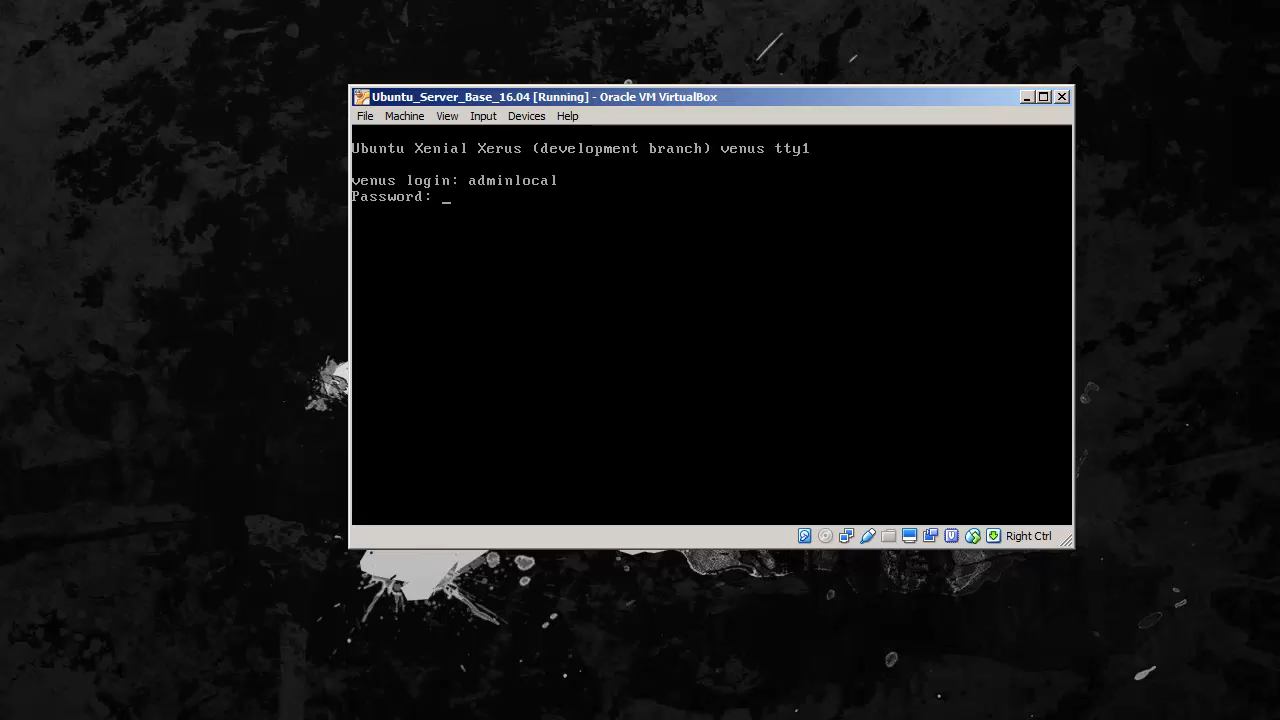 Ubuntu_Server_Base_16.04 [Running] - Oracle VM VirtualBox
File Machine View Input Devices Help
Ubuntu Xenial Xerus (development branch) venus tty1
venus login: adminlocal
Password: _
Right Ctrl